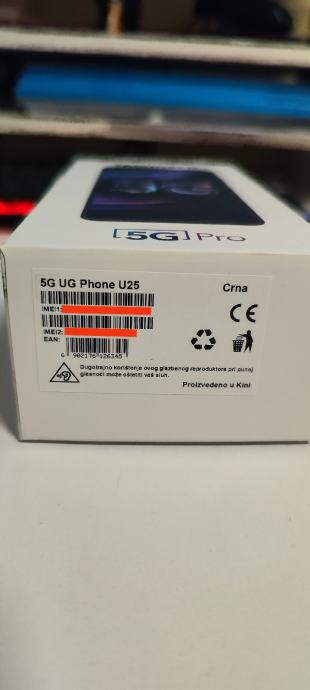 [5G] Pro
5G UG Phone U25
Crna
IMEI1:
IMEI2:
EAN:
6 902176 126345
Dugotrajno korištenje ovog glazbenog reproduktora pri punoj
glasnoći može oštetiti vaš sluh.
Proizvedeno u Kini